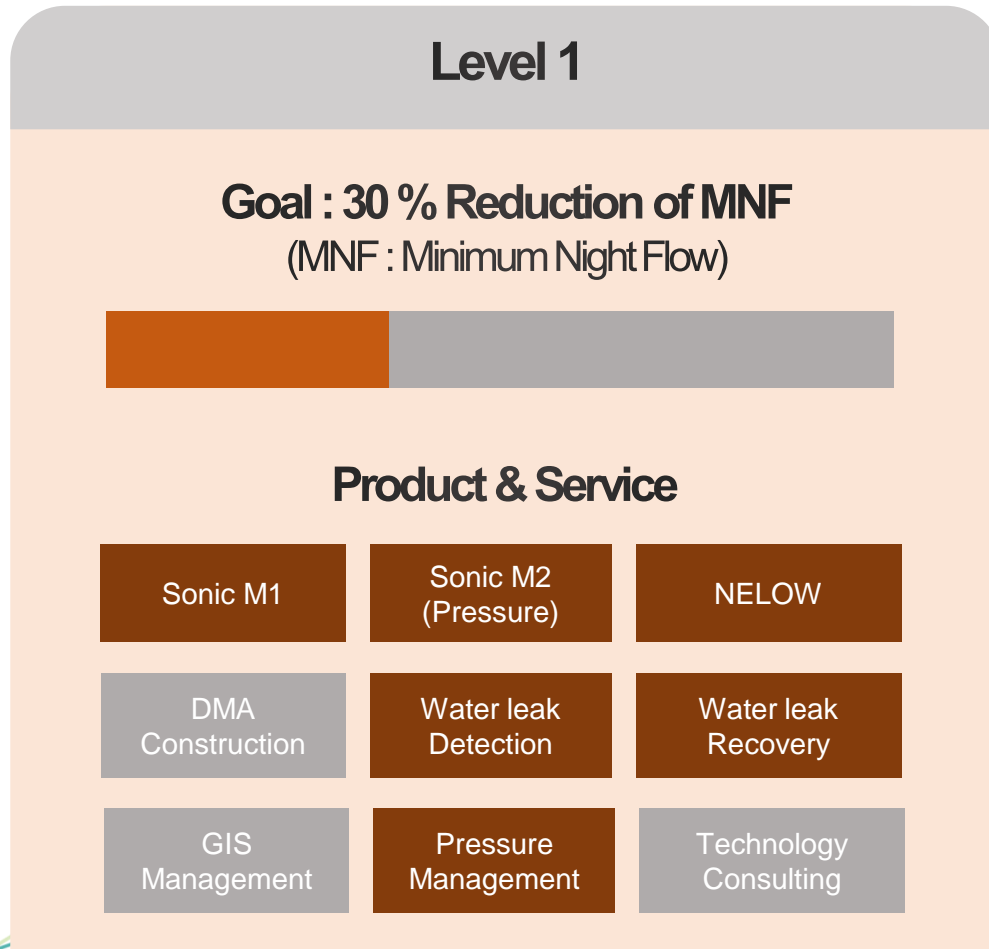 Level 1
Goal : 30 % Reduction of MNF
(MNF : Minimum Night Flow)
Product & Service
Sonic M1
Sonic M2
(Pressure)
NELOW
DMA
Construction
Water leak
Detection
Water leak
Recovery
GIS
Management
Pressure
Management
Technology
Consulting